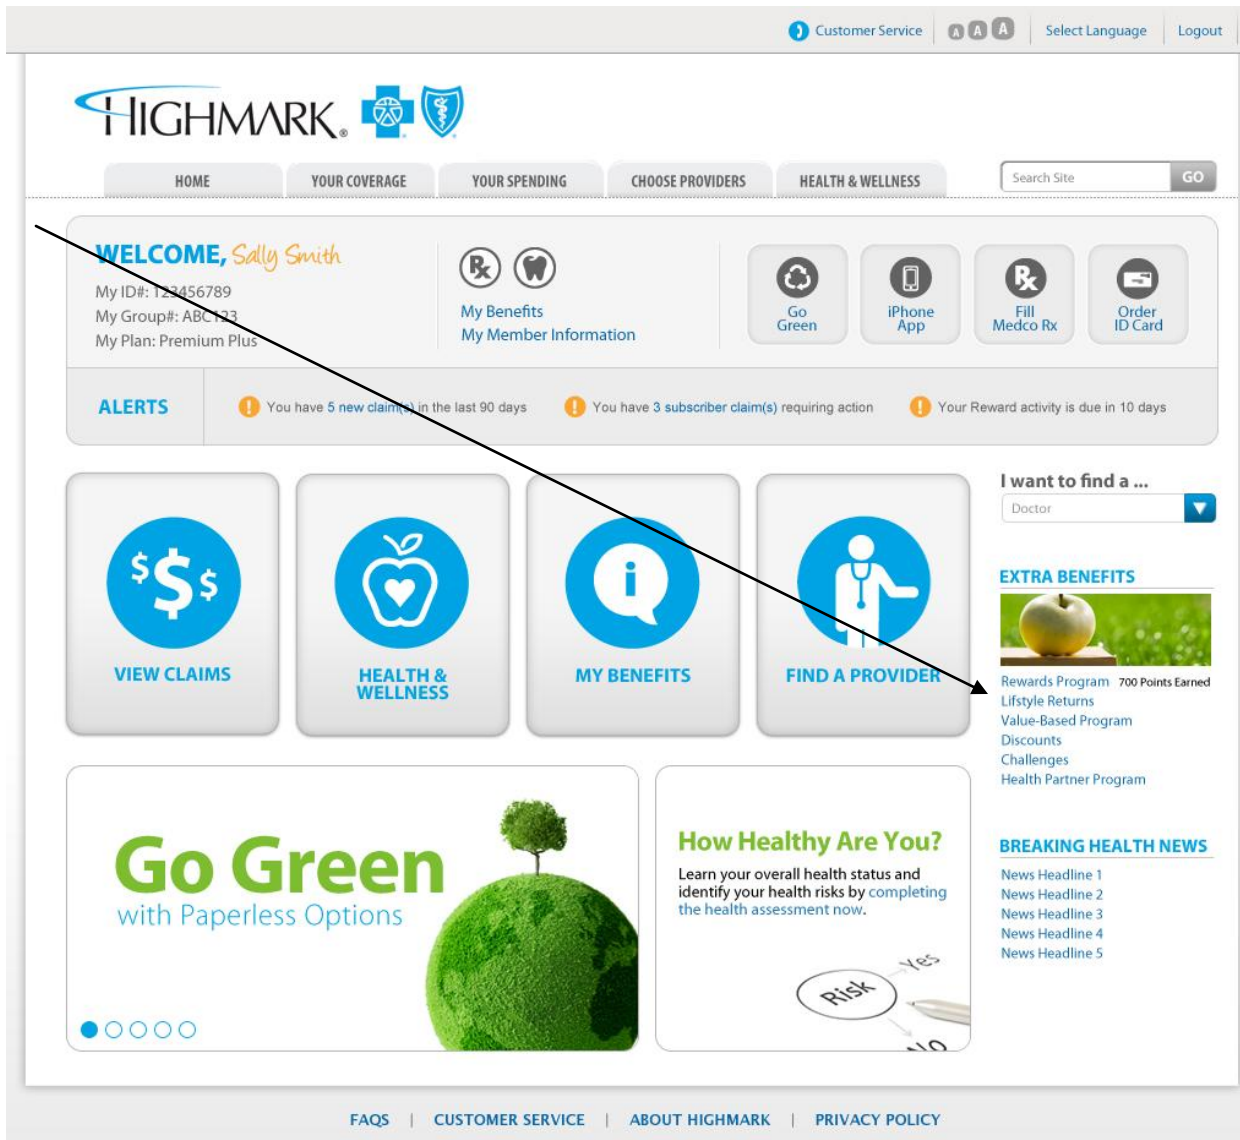 Customer Service
A A A
Select Language
Logout
HIGHMARK®
HOME
YOUR COVERAGE
YOUR SPENDING
CHOOSE PROVIDERS
HEALTH & WELLNESS
Search Site
GO
WELCOME, Sally Smith
My ID#: 123456789
My Group#: ABC123
My Plan: Premium Plus
Rx
My Benefits
My Member Information
Go
Green
iPhone
App
Rx
Fill
Medco Rx
Order
ID Card
ALERTS
! You have 5 new claim(s) in the last 90 days
! You have 3 subscriber claim(s) requiring action
! Your Reward activity is due in 10 days
$$$
VIEW CLAIMS
HEALTH &
WELLNESS
i
MY BENEFITS
FIND A PROVIDER
I want to find a ...
Doctor
EXTRA BENEFITS
Rewards Program 700 Points Earned
Lifstyle Returns
Value-Based Program
Discounts
Challenges
Health Partner Program
Go Green
with Paperless Options
How Healthy Are You?
Learn your overall health status and
identify your health risks by completing
the health assessment now.
Yes
Risk
No
BREAKING HEALTH NEWS
News Headline 1
News Headline 2
News Headline 3
News Headline 4
News Headline 5
FAQS | CUSTOMER SERVICE | ABOUT HIGHMARK | PRIVACY POLICY